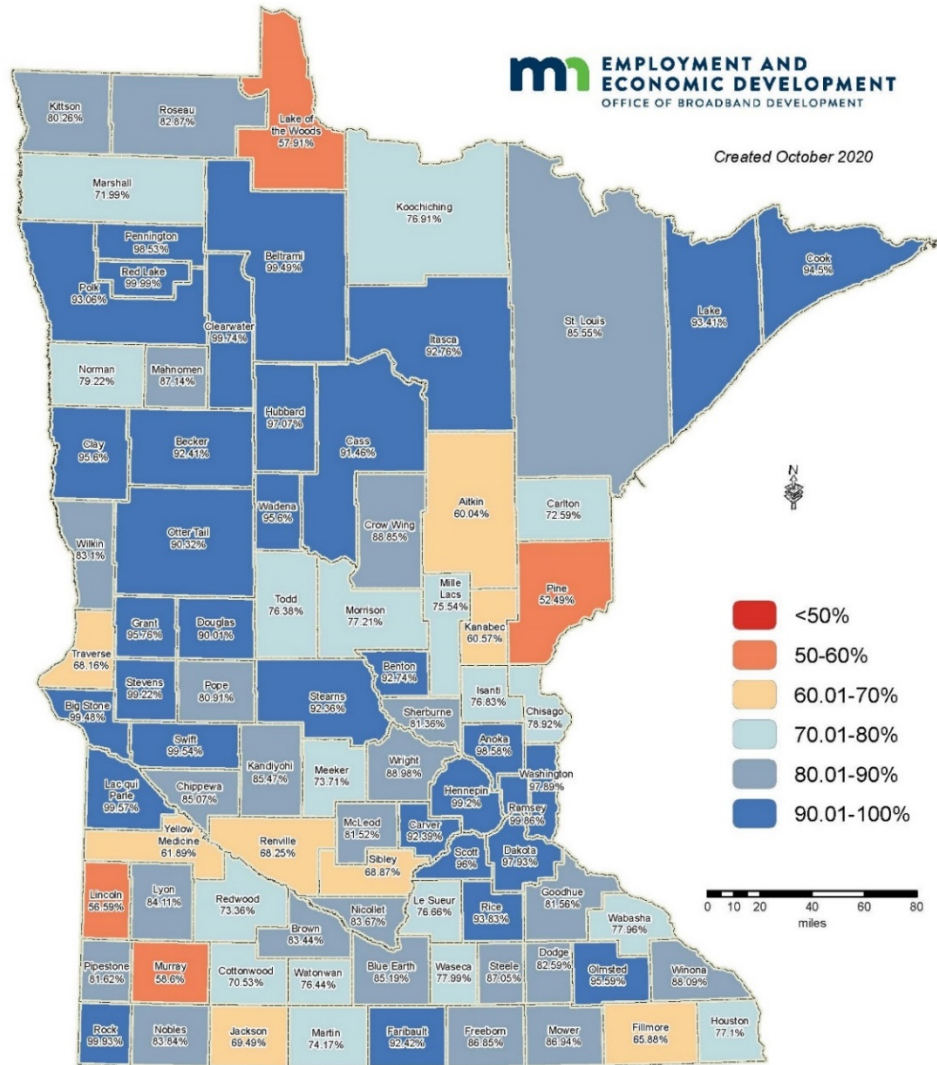 EMPLOYMENT AND
ECONOMIC DEVELOPMENT
OFFICE OF BROADBAND DEVELOPMENT
Created October 2020
Kittson
80.26%
Roseau
82.87%
Lake of
the Woods
57.91%
Marshall
71.99%
Koochiching
76.91%
Pennington
98.53%
Red Lake
99.99%
Polk
93.06%
Beltrami
99.49%
Clearwater
99.74%
Itasca
92.76%
St. Louis
85.55%
Lake
93.41%
Cook
94.5%
Norman
79.22%
Mahnomen
87.14%
Hubbard
97.07%
Cass
91.46%
Clay
95.6%
Becker
92.41%
Aitkin
60.04%
Carlton
72.59%
Wadena
95.6%
Crow Wing
88.85%
Otter Tail
90.32%
Wilkin
83.1%
Pine
52.49%
Todd
76.38%
Morrison
77.21%
Mille
Lacs
75.54%
Kanabec
60.57%
Grant
95.76%
Douglas
90.01%
Traverse
68.16%
Benton
92.74%
Stevens
99.22%
Pope
80.91%
Stearns
92.36%
Isanti
76.83%
Chisago
78.92%
Big Stone
99.48%
Sherburne
81.36%
Swift
99.54%
Kandiyohi
85.47%
Meeker
73.71%
Wright
88.98%
Anoka
98.58%
Washington
97.89%
Hennepin
99.2%
Ramsey
99.86%
Lac qui
Parle
99.57%
Chippewa
85.07%
McLeod
81.52%
Carver
92.39%
Yellow
Medicine
61.89%
Renville
68.25%
Sibley
68.87%
Scott
96%
Dakota
97.93%
Lincoln
56.59%
Lyon
84.11%
Redwood
73.36%
Nicollet
83.67%
Le Sueur
76.66%
Rice
93.83%
Goodhue
81.56%
Wabasha
77.96%
Brown
83.44%
Pipestone
81.62%
Murray
58.6%
Cottonwood
70.53%
Watonwan
76.44%
Blue Earth
85.19%
Waseca
77.99%
Steele
87.05%
Dodge
82.59%
Olmsted
95.59%
Winona
88.09%
Rock
99.93%
Nobles
83.84%
Jackson
69.49%
Martin
74.17%
Faribault
92.42%
Freeborn
86.85%
Mower
86.94%
Fillmore
65.88%
Houston
77.1%
N
<50%
50-60%
60.01-70%
70.01-80%
80.01-90%
90.01-100%
0 10 20 40 60 80
miles